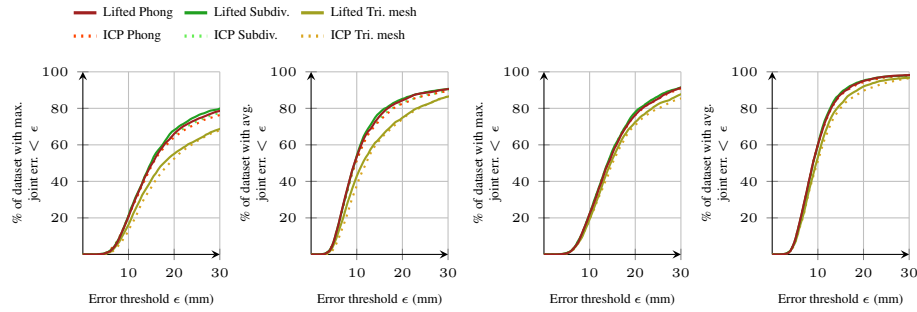 Lifted Phong Lifted Subdiv. Lifted Tri. mesh
ICP Phong ICP Subdiv. ICP Tri. mesh
% of dataset with max.
joint err. < ϵ
100
80
60
40
20
10 20 30
Error threshold ϵ (mm)
% of dataset with avg.
joint err. < ϵ
100
80
60
40
20
10 20 30
Error threshold ϵ (mm)
% of dataset with max.
joint err. < ϵ
100
80
60
40
20
10 20 30
Error threshold ϵ (mm)
% of dataset with avg.
joint err. < ϵ
100
80
60
40
20
10 20 30
Error threshold ϵ (mm)